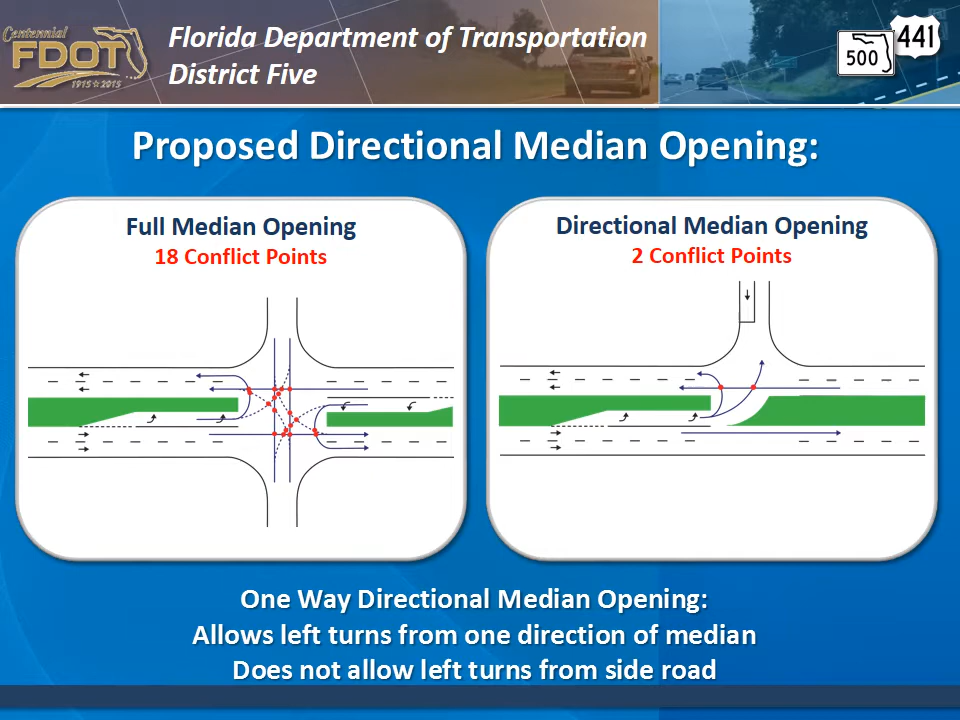 Centennial
FDOT
1915 2015
Florida Department of Transportation
District Five
500
441
Proposed Directional Median Opening:
Full Median Opening
18 Conflict Points
Directional Median Opening
2 Conflict Points
One Way Directional Median Opening:
Allows left turns from one direction of median
Does not allow left turns from side road